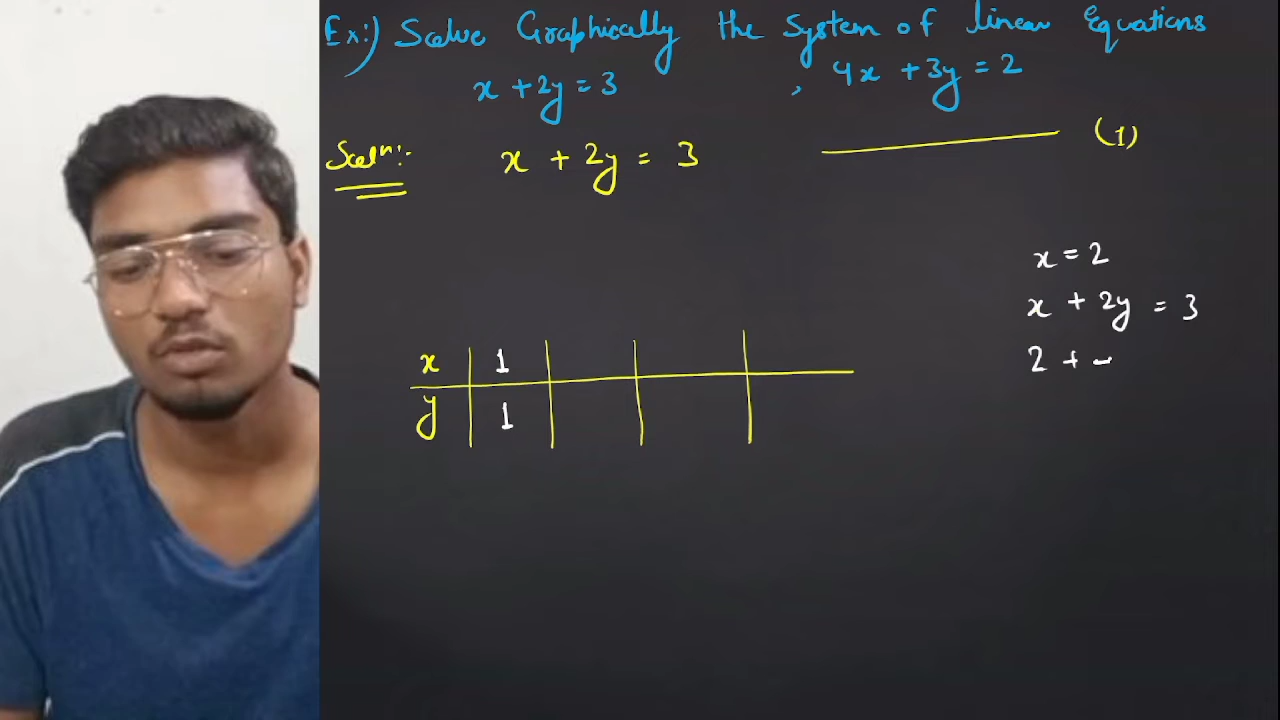 Ex:) Solve Graphically the System of linear Equations
x + 2y = 3 , 4x + 3y = 2
Soln:- x + 2y = 3 (1)
x = 2
x + 2y = 3
2 +
x 1
y 1